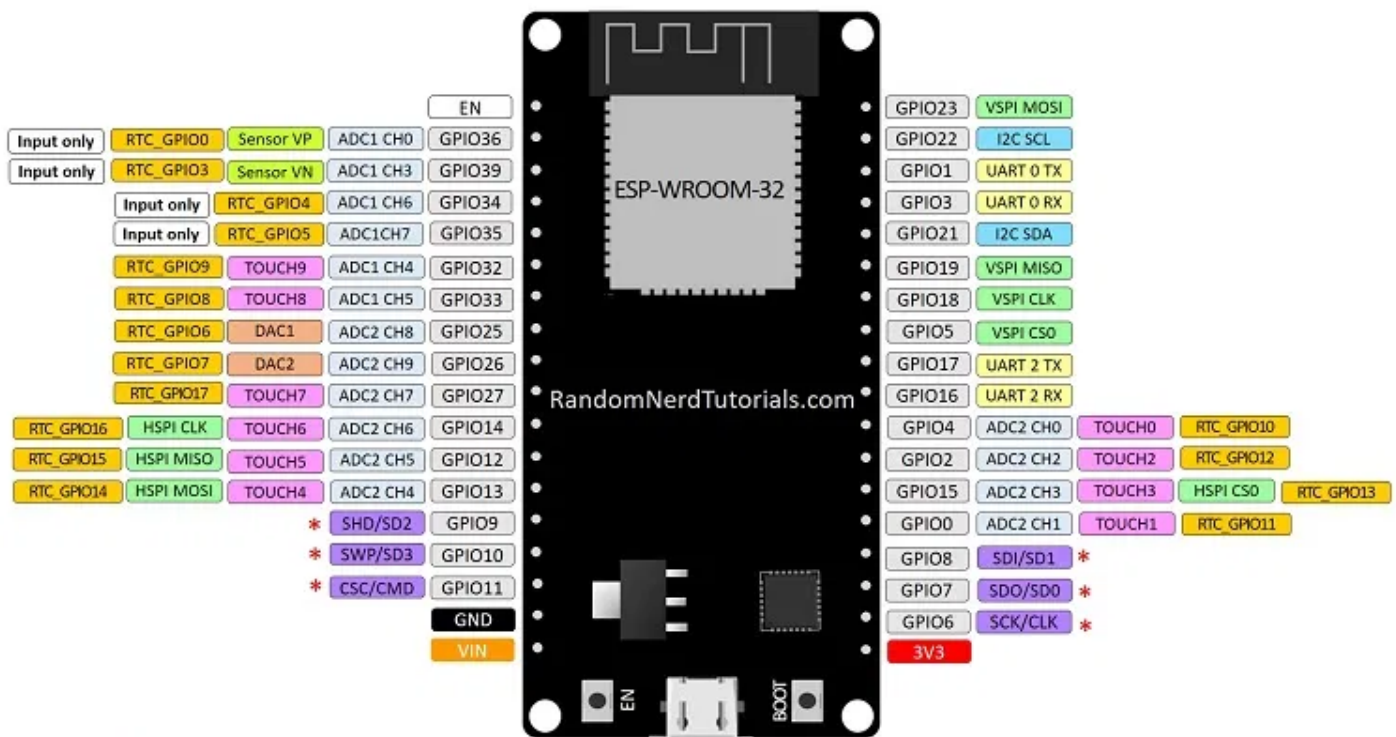 EN GPIO23 VSPI MOSI
Input only RTC_GPIO0 Sensor VP ADC1 CH0 GPIO36 GPIO22 I2C SCL
Input only RTC_GPIO3 Sensor VN ADC1 CH3 GPIO39 GPIO1 UART 0 TX
Input only RTC_GPIO4 ADC1 CH6 GPIO34 ESP-WROOM-32 GPIO3 UART 0 RX
Input only RTC_GPIO5 ADC1CH7 GPIO35 GPIO21 I2C SDA
RTC_GPIO9 TOUCH9 ADC1 CH4 GPIO32 GPIO19 VSPI MISO
RTC_GPIO8 TOUCH8 ADC1 CH5 GPIO33 GPIO18 VSPI CLK
RTC_GPIO6 DAC1 ADC2 CH8 GPIO25 GPIO5 VSPI CS0
RTC_GPIO7 DAC2 ADC2 CH9 GPIO26 GPIO17 UART 2 TX
RTC_GPIO17 TOUCH7 ADC2 CH7 GPIO27 RandomNerdTutorials.com GPIO16 UART 2 RX
RTC_GPIO16 HSPI CLK TOUCH6 ADC2 CH6 GPIO14 GPIO4 ADC2 CH0 TOUCH0 RTC_GPIO10
RTC_GPIO15 HSPI MISO TOUCH5 ADC2 CH5 GPIO12 GPIO2 ADC2 CH2 TOUCH2 RTC_GPIO12
RTC_GPIO14 HSPI MOSI TOUCH4 ADC2 CH4 GPIO13 GPIO15 ADC2 CH3 TOUCH3 HSPI CS0 RTC_GPIO13
* SHD/SD2 GPIO9 GPIO0 ADC2 CH1 TOUCH1 RTC_GPIO11
* SWP/SD3 GPIO10 GPIO8 SDI/SD1 *
* CSC/CMD GPIO11 GPIO7 SDO/SD0 *
GND GPIO6 SCK/CLK *
VIN 3V3
EN BOOT